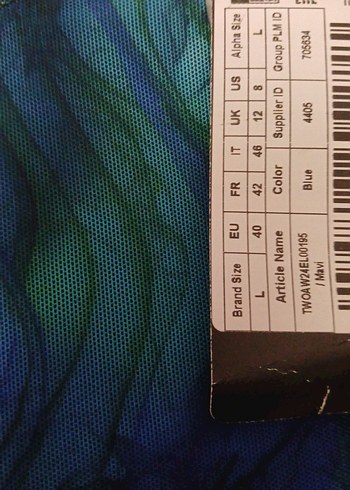 Brand Size EU FR IT UK US Alpha Size
L 40 42 46 12 8 L
Article Name Color Supplier ID Group PLM ID
TWOAW24EL00195 Blue 4405 705634
/ Mavi